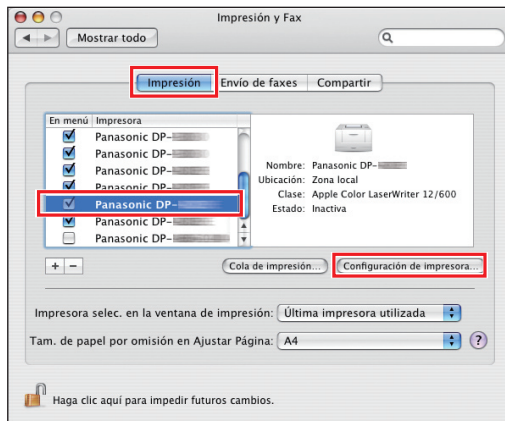 Impresión y Fax
Mostrar todo
Impresión Envío de faxes Compartir
En menú Impresora
Panasonic DP-
Panasonic DP-
Panasonic DP-
Panasonic DP-
Panasonic DP-
Panasonic DP-
Panasonic DP-
Nombre: Panasonic DP-
Ubicación: Zona local
Clase: Apple Color LaserWriter 12/600
Estado: Inactiva
+ −
Cola de impresión... Configuración de impresora...
Impresora selec. en la ventana de impresión: Última impresora utilizada
Tam. de papel por omisión en Ajustar Página: A4 ?
Haga clic aquí para impedir futuros cambios.